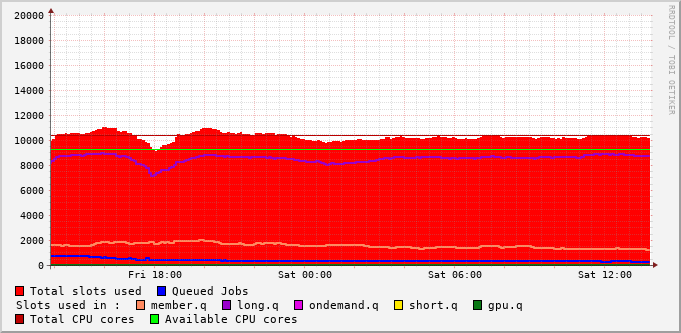 RRDTOOL / TOBI OETIKER
20000
18000
16000
14000
12000
10000
8000
6000
4000
2000
0
Fri 18:00 Sat 00:00 Sat 06:00 Sat 12:00
Total slots used Queued Jobs
Slots used in : member.q long.q ondemand.q short.q gpu.q
Total CPU cores Available CPU cores